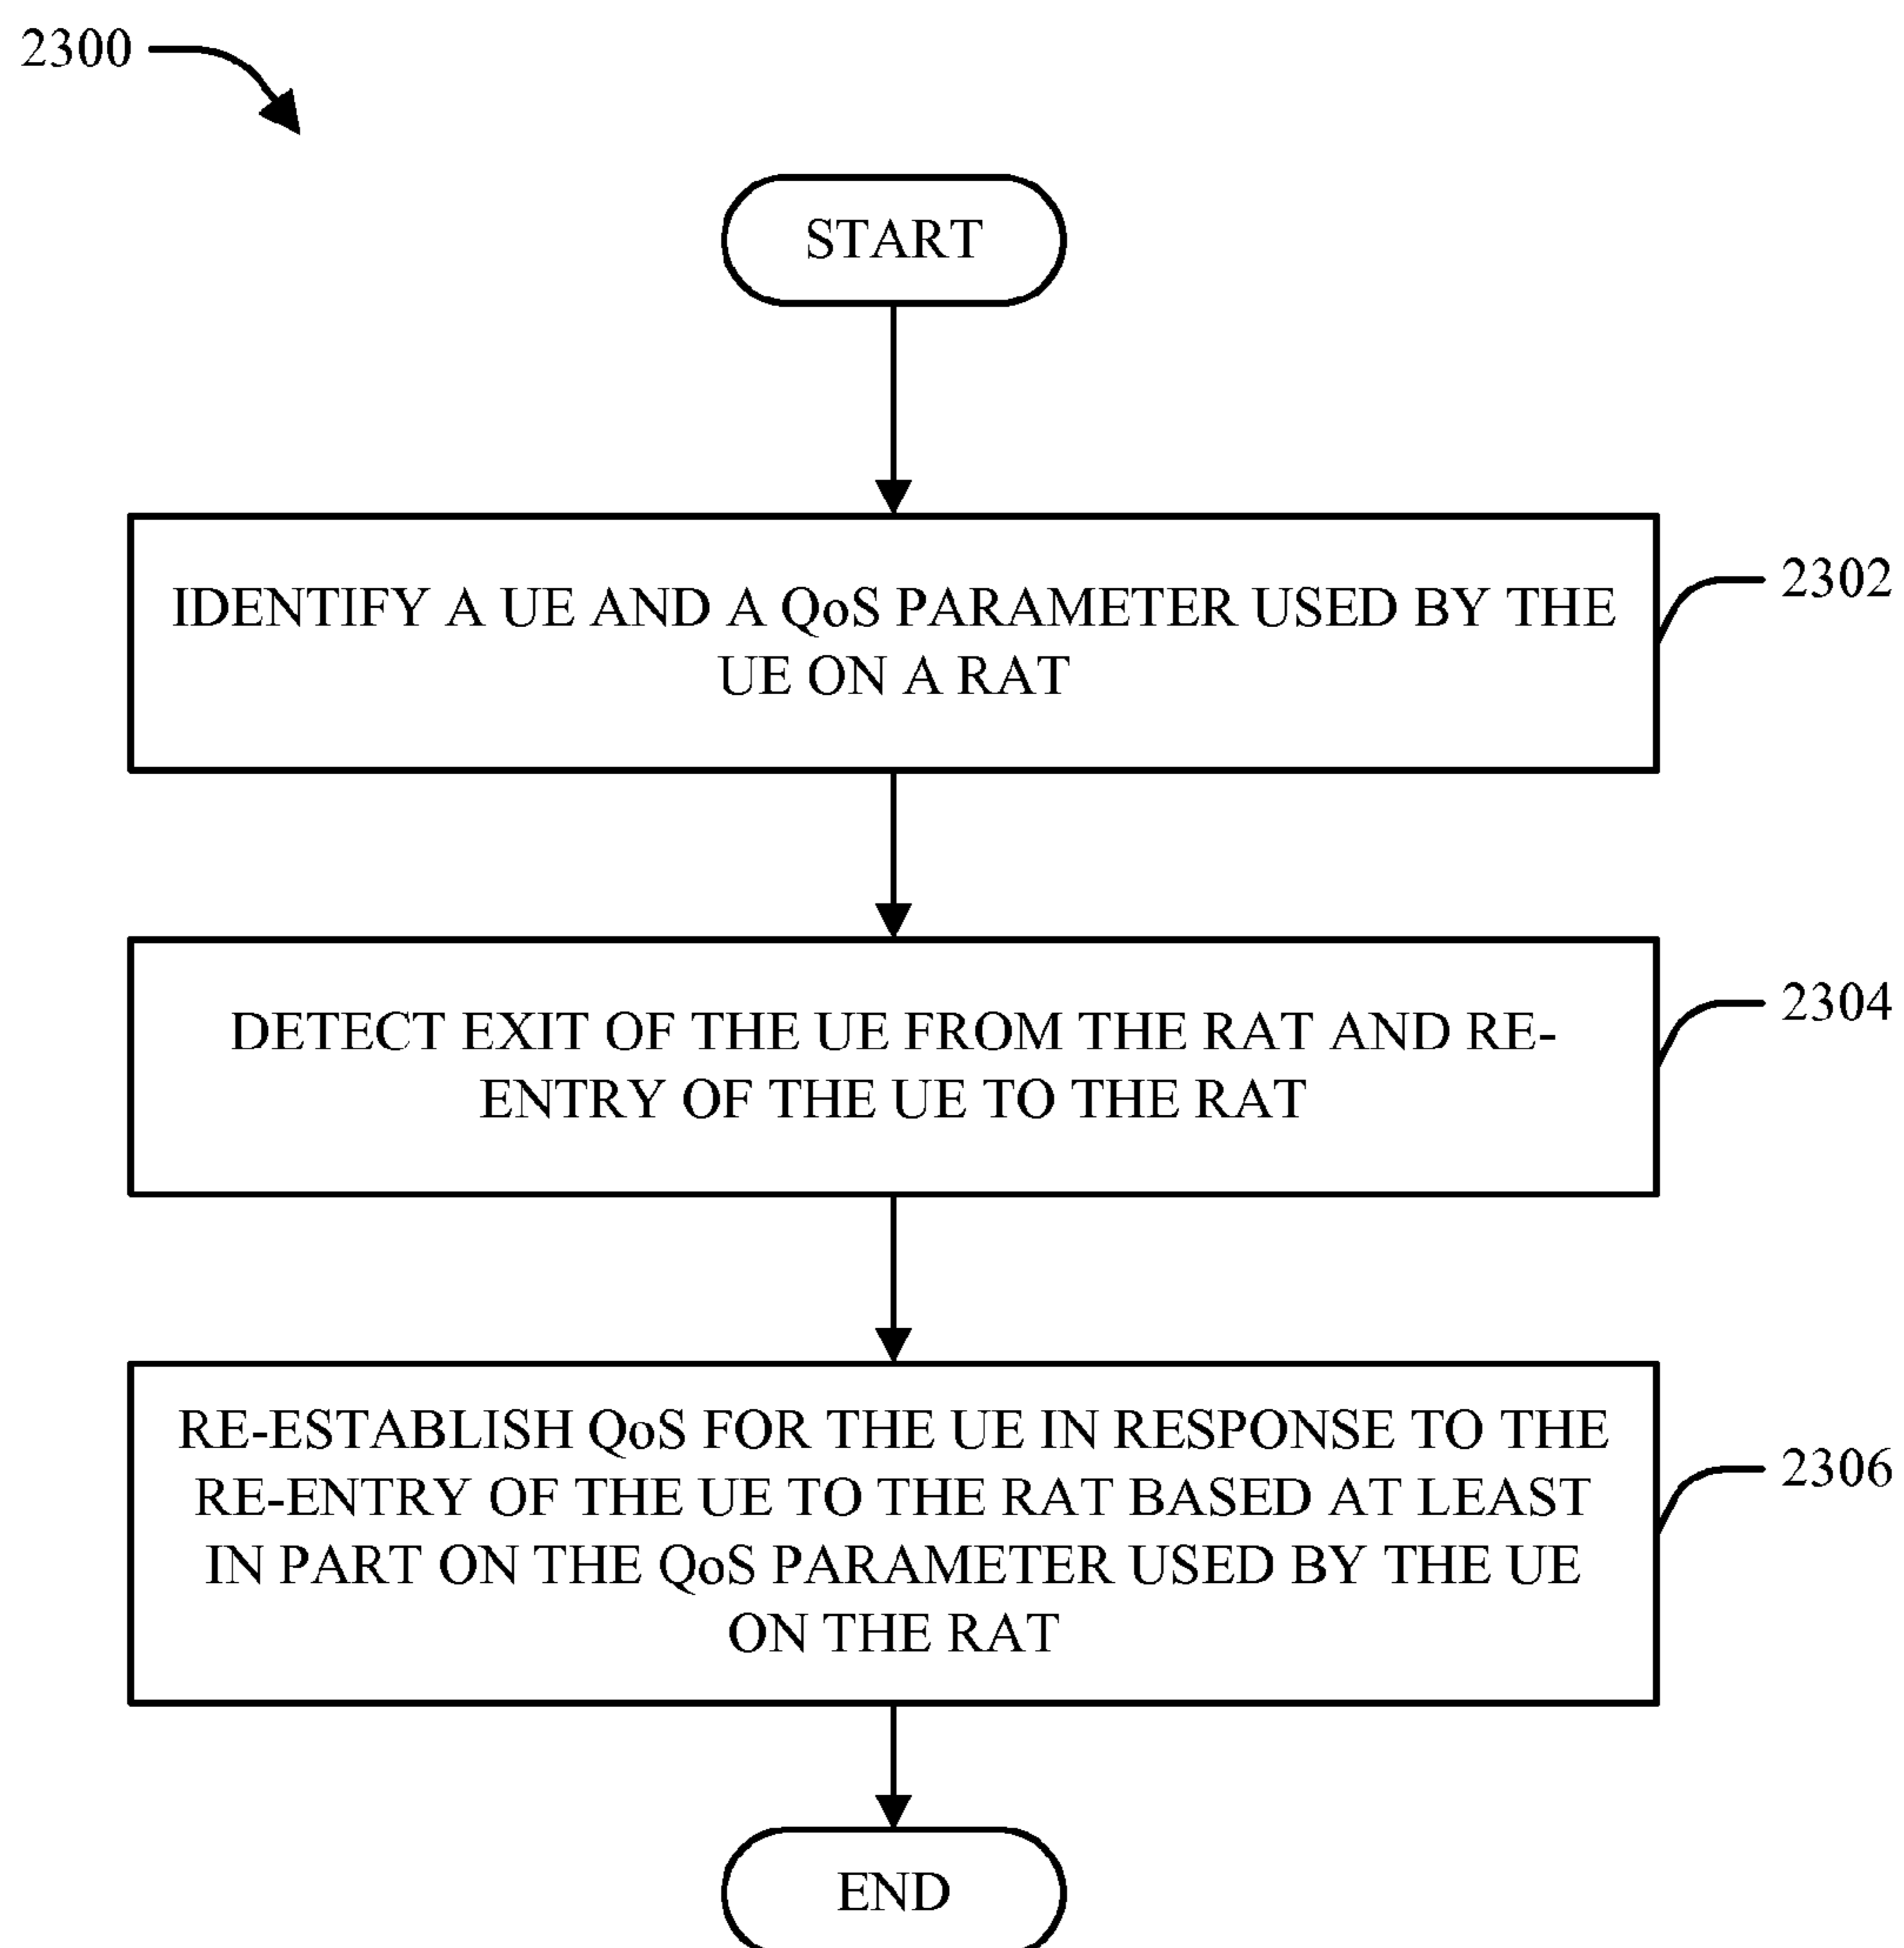 2300
START
IDENTIFY A UE AND A QoS PARAMETER USED BY THE
UE ON A RAT
2302
DETECT EXIT OF THE UE FROM THE RAT AND RE-
ENTRY OF THE UE TO THE RAT
2304
RE-ESTABLISH QoS FOR THE UE IN RESPONSE TO THE
RE-ENTRY OF THE UE TO THE RAT BASED AT LEAST
IN PART ON THE QoS PARAMETER USED BY THE UE
ON THE RAT
2306
END